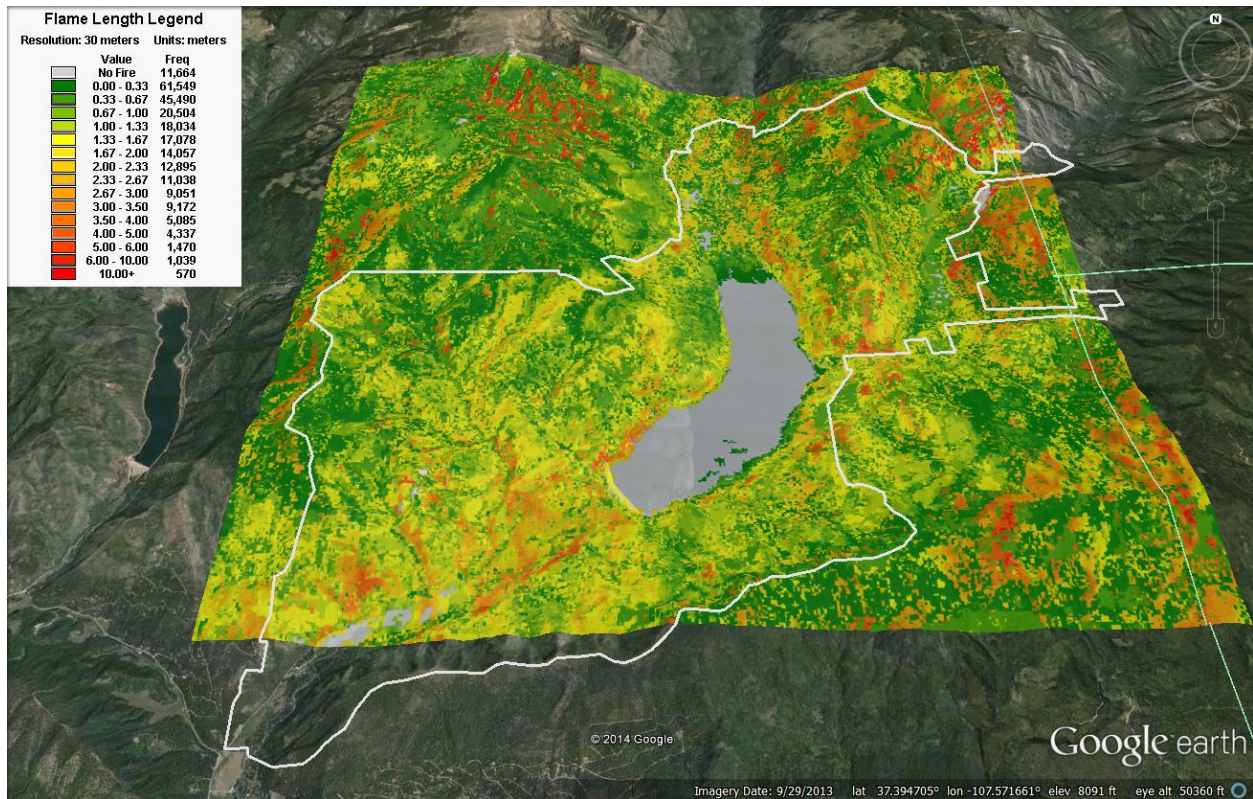 Flame Length Legend
Resolution: 30 meters Units: meters
Value Freq
No Fire 11,664
0.00 - 0.33 61,549
0.33 - 0.67 45,490
0.67 - 1.00 20,504
1.00 - 1.33 18,034
1.33 - 1.67 17,078
1.67 - 2.00 14,057
2.00 - 2.33 12,895
2.33 - 2.67 11,038
2.67 - 3.00 9,051
3.00 - 3.50 9,172
3.50 - 4.00 5,085
4.00 - 5.00 4,337
5.00 - 6.00 1,470
6.00 - 10.00 1,039
10.00+ 570
N
© 2014 Google
Google earth
Imagery Date: 9/29/2013 lat 37.394705° lon -107.571661° elev 8091 ft eye alt 50360 ft